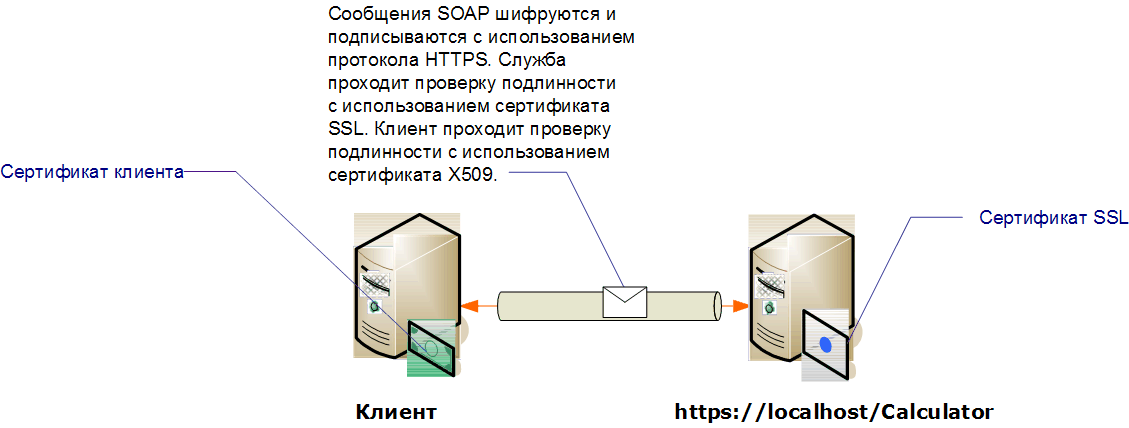 Сообщения SOAP шифруются и
подписываются с использованием
протокола HTTPS. Служба
проходит проверку подлинности
с использованием сертификата
SSL. Клиент проходит проверку
подлинности с использованием
сертификата X509.
Сертификат клиента
Сертификат SSL
Клиент
https://localhost/Calculator